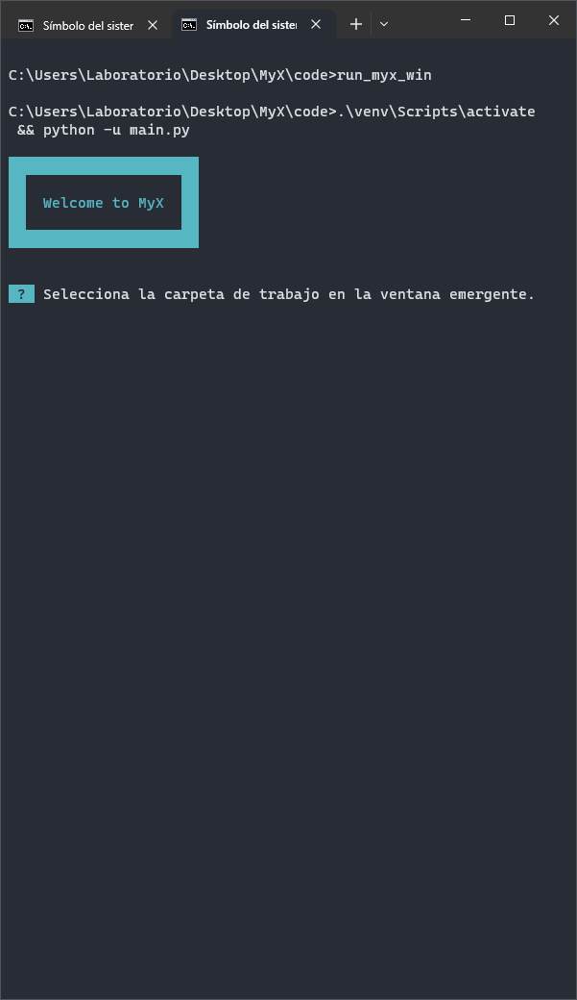 Símbolo del sister
Símbolo del sister
C:\Users\Laboratorio\Desktop\MyX\code>run_myx_win
C:\Users\Laboratorio\Desktop\MyX\code>.\venv\Scripts\activate
&& python -u main.py
Welcome to MyX
? Selecciona la carpeta de trabajo en la ventana emergente.